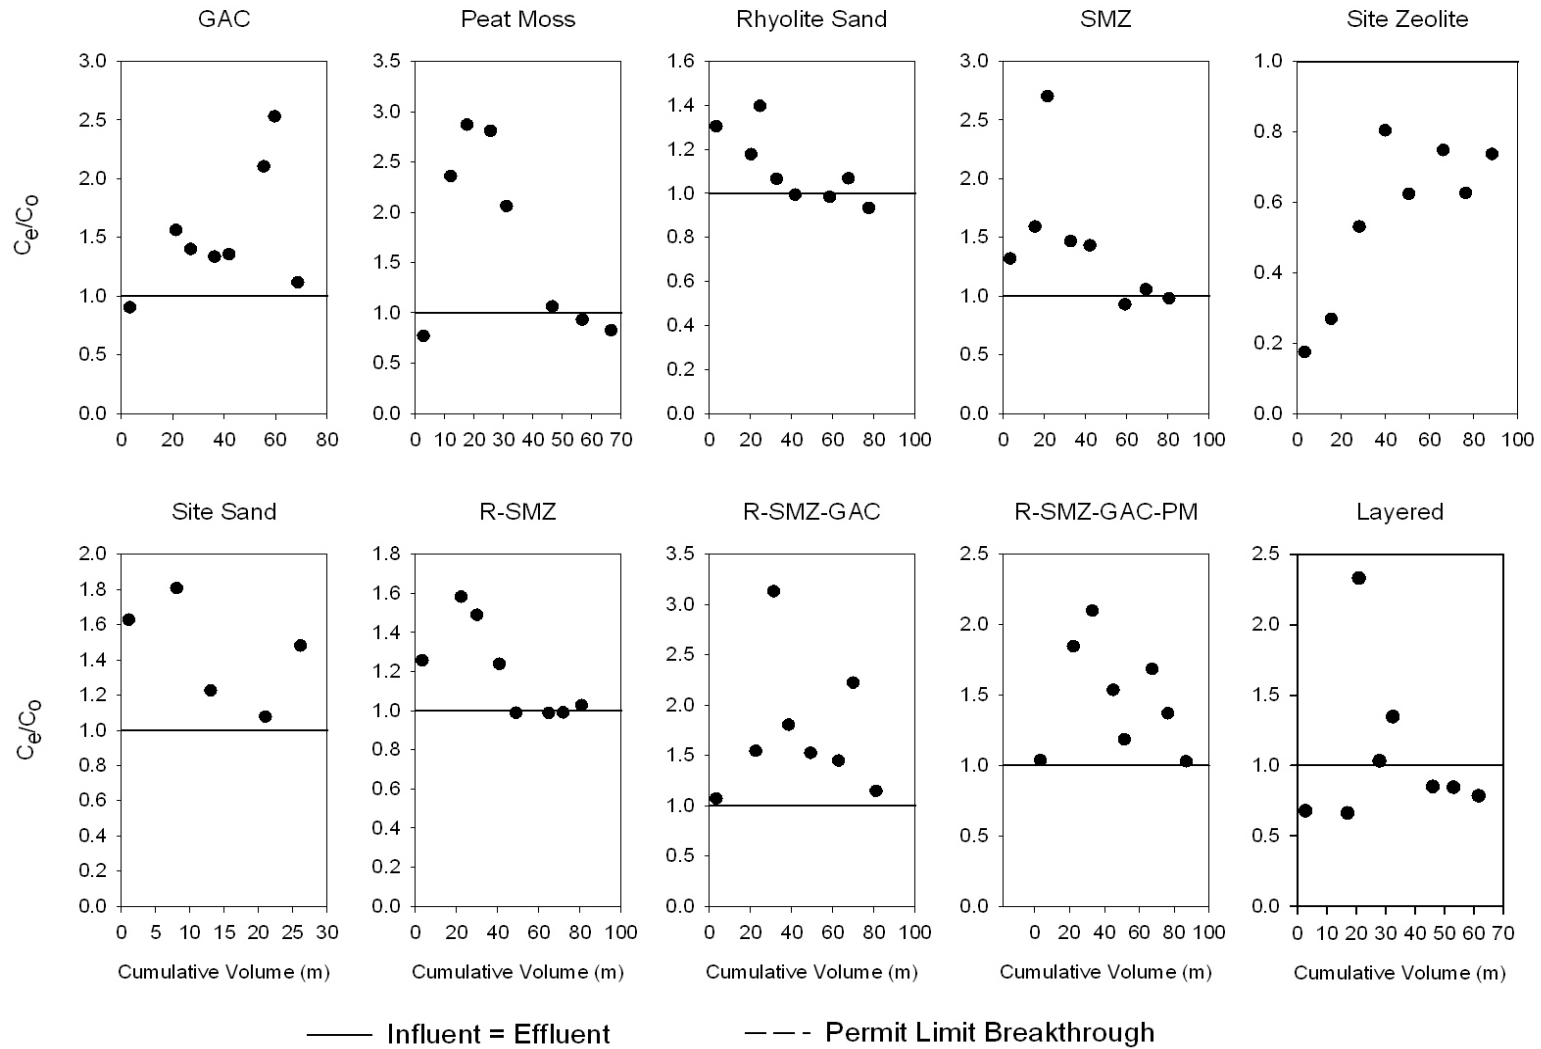 GAC Peat Moss Rhyolite Sand SMZ Site Zeolite
3.0 3.5 1.6 3.0 1.0
2.5 3.0 1.4 2.5 0.8
2.0 2.5 1.2 2.0 0.6
1.5 2.0 1.0 1.5 0.4
1.0 1.5 0.8 1.0 0.2
0.5 1.0 0.6 0.5 0.0
0.0 0.5 0.4 0.0
0.0 0.2
0.0
Ce/Co
0 20 40 60 80 0 10 20 30 40 50 60 70 0 20 40 60 80 100 0 20 40 60 80 100 0 20 40 60 80 100
Site Sand R-SMZ R-SMZ-GAC R-SMZ-GAC-PM Layered
2.0 1.8 3.5 2.5 2.5
1.8 1.6 3.0 2.0 2.0
1.6 1.4 2.5 1.5 1.5
1.4 1.2 2.0 1.0 1.0
1.2 1.0 1.5 0.5 0.5
1.0 0.8 1.0 0.0 0.0
0.8 0.6 0.5
0.6 0.4 0.0
0.4 0.2
0.2 0.0
0.0
Ce/Co
0 5 10 15 20 25 30 0 20 40 60 80 100 0 20 40 60 80 100 0 20 40 60 80 100 0 10 20 30 40 50 60 70
Cumulative Volume (m) Cumulative Volume (m) Cumulative Volume (m) Cumulative Volume (m) Cumulative Volume (m)
Influent = Effluent Permit Limit Breakthrough